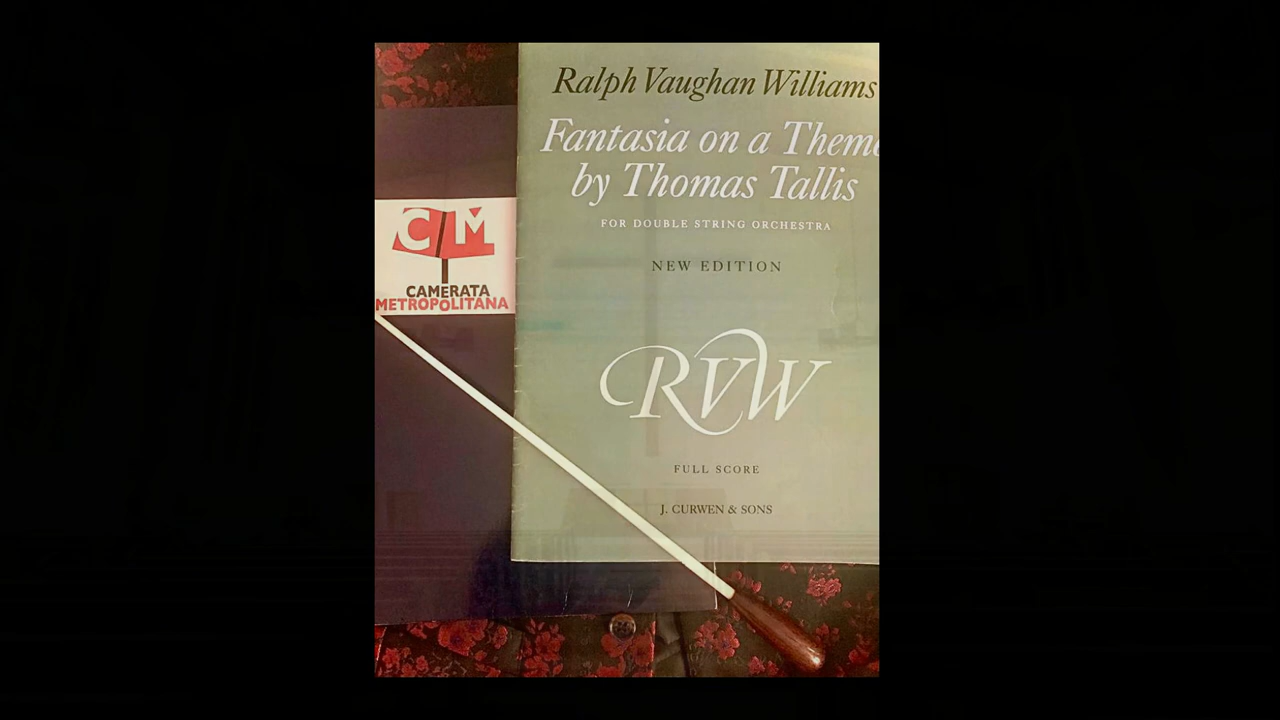 Ralph Vaughan Williams
Fantasia on a Theme
by Thomas Tallis
FOR DOUBLE STRING ORCHESTRA
NEW EDITION
CM
CAMERATA
METROPOLITANA
RVW
FULL SCORE
J. CURWEN & SONS